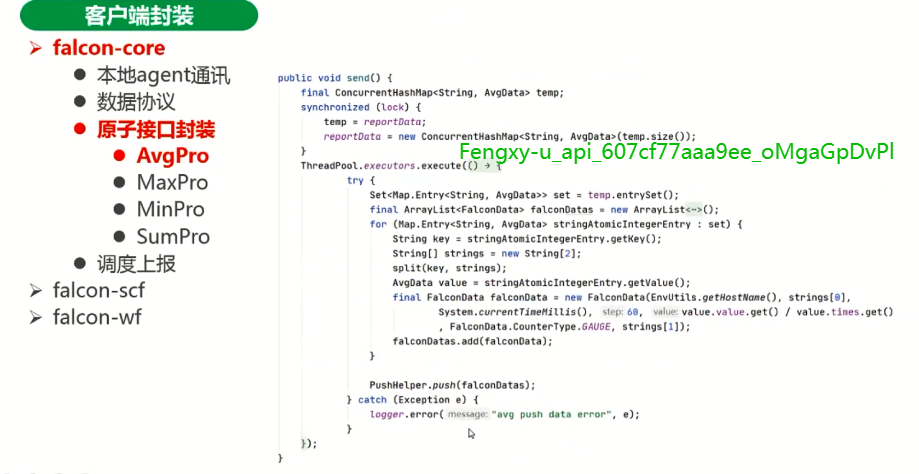 客户端封装
falcon-core
本地agent通讯
数据协议
原子接口封装
AvgPro
MaxPro
MinPro
SumPro
调度上报
falcon-scf
falcon-wf
public void send() {
final ConcurrentHashMap<String, AvgData> temp;
synchronized (lock) {
temp = reportData;
reportData = new ConcurrentHashMap<String, AvgData>(temp.size());
}
Fengxy-u_api_607cf77aaa9ee_oMgaGpDvPl
ThreadPool.executors.execute(() → {
try {
Set<Map.Entry<String, AvgData>> set = temp.entrySet();
final ArrayList<FalconData> falconDatas = new ArrayList<~>();
for (Map.Entry<String, AvgData> stringAtomicIntegerEntry : set) {
String key = stringAtomicIntegerEntry.getKey();
String[] strings = new String[2];
split(key, strings);
AvgData value = stringAtomicIntegerEntry.getValue();
final FalconData falconData = new FalconData(EnvUtils.getHostName(), strings[0],
System.currentTimeMillis(), step: 60, value: value.value.get() / value.times.get()
, FalconData.CounterType.GAUGE, strings[1]);
falconDatas.add(falconData);
}
PushHelper.push(falconDatas);
} catch (Exception e) {
logger.error( message: "avg push data error", e);
}
});
}